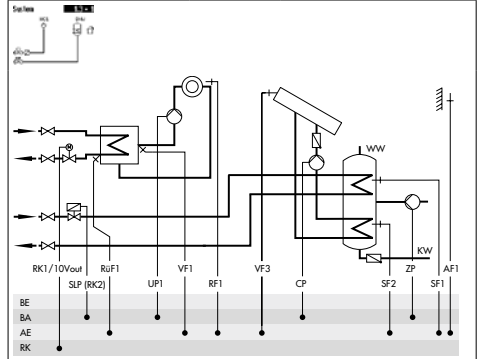 System
WW
KW
RK1/10Vout RüF1 VF1 VF3 CP ZP AF1
SLP (RK2) UP1 RF1 SF2 SF1
BE
BA
AE
RK